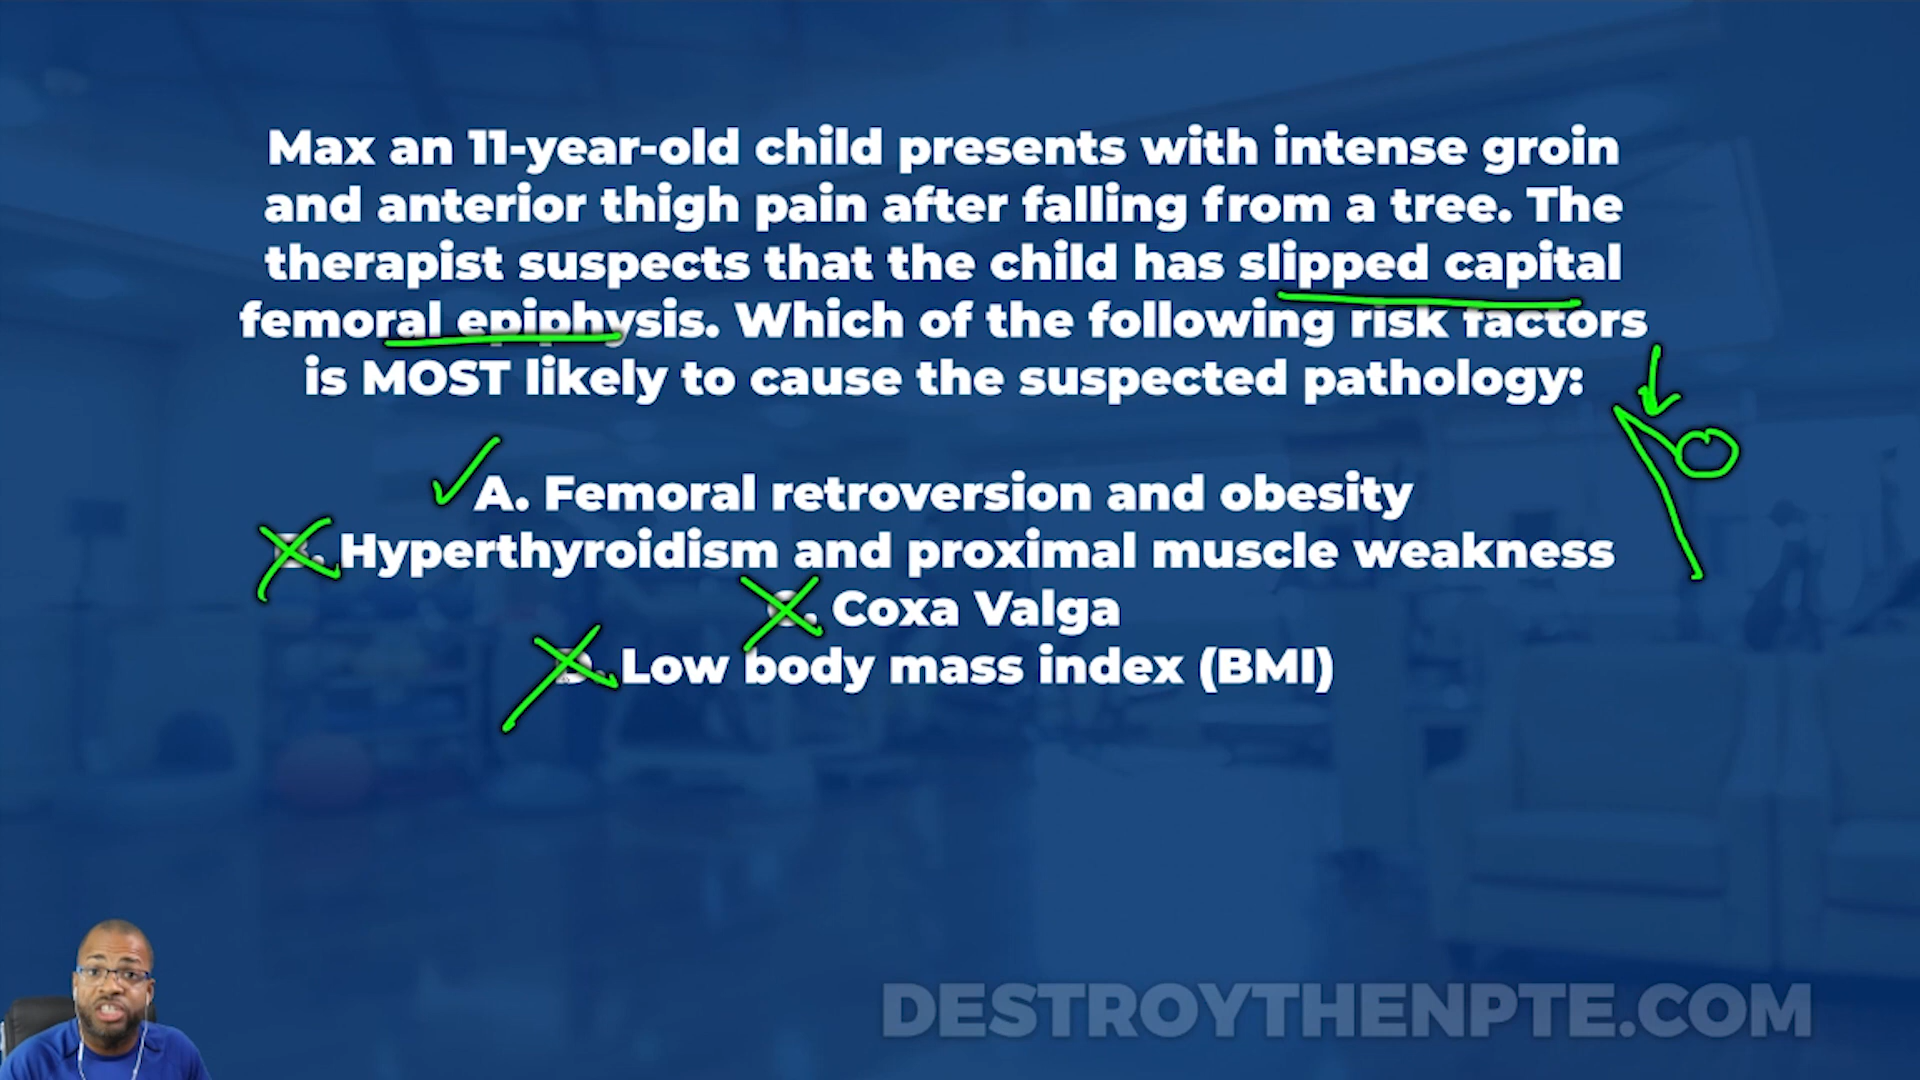 Max an 11-year-old child presents with intense groin
and anterior thigh pain after falling from a tree. The
therapist suspects that the child has slipped capital
femoral epiphysis. Which of the following risk factors
is MOST likely to cause the suspected pathology:
A. Femoral retroversion and obesity
B. Hyperthyroidism and proximal muscle weakness
C. Coxa Valga
D. Low body mass index (BMI)
DESTROYTHENPTE.COM